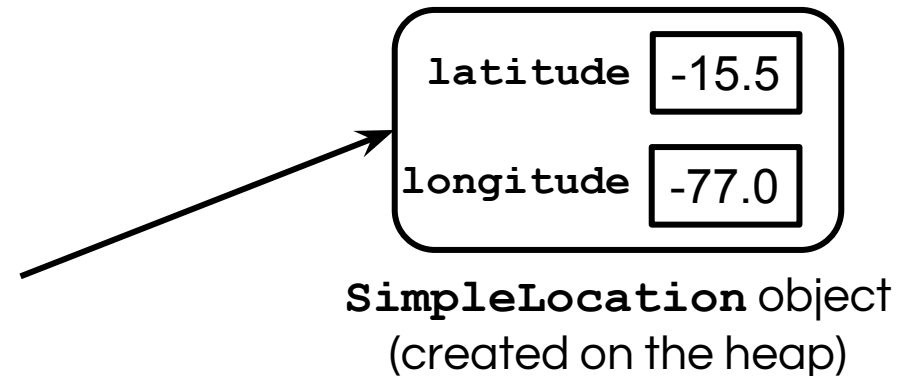 latitude -15.5
longitude -77.0
SimpleLocation object
(created on the heap)